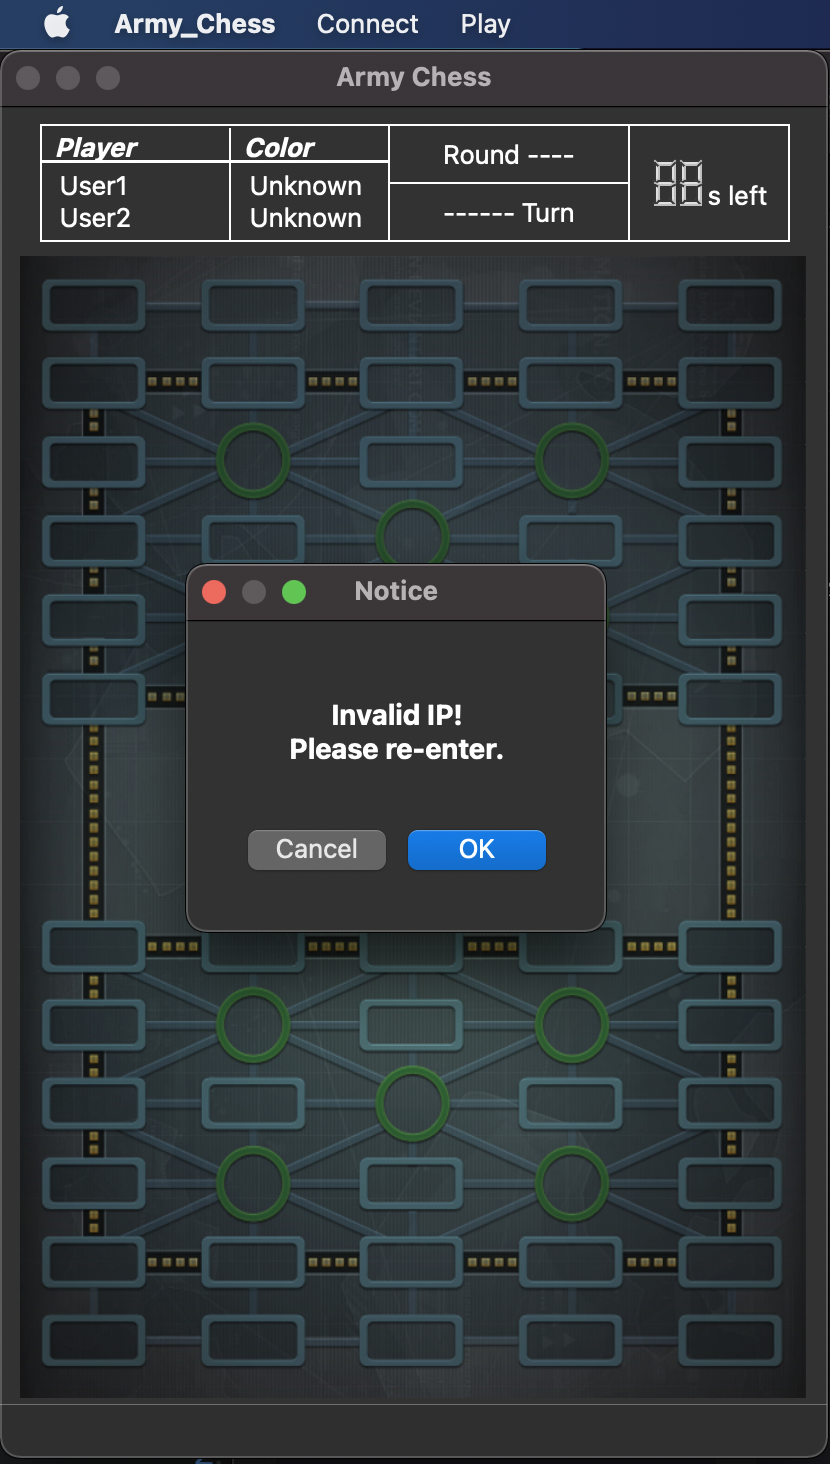 Army_Chess Connect Play
Army Chess
Player Color
User1 Unknown
User2 Unknown
Round ----
------ Turn
s left
Notice
Invalid IP!
Please re-enter.
Cancel OK